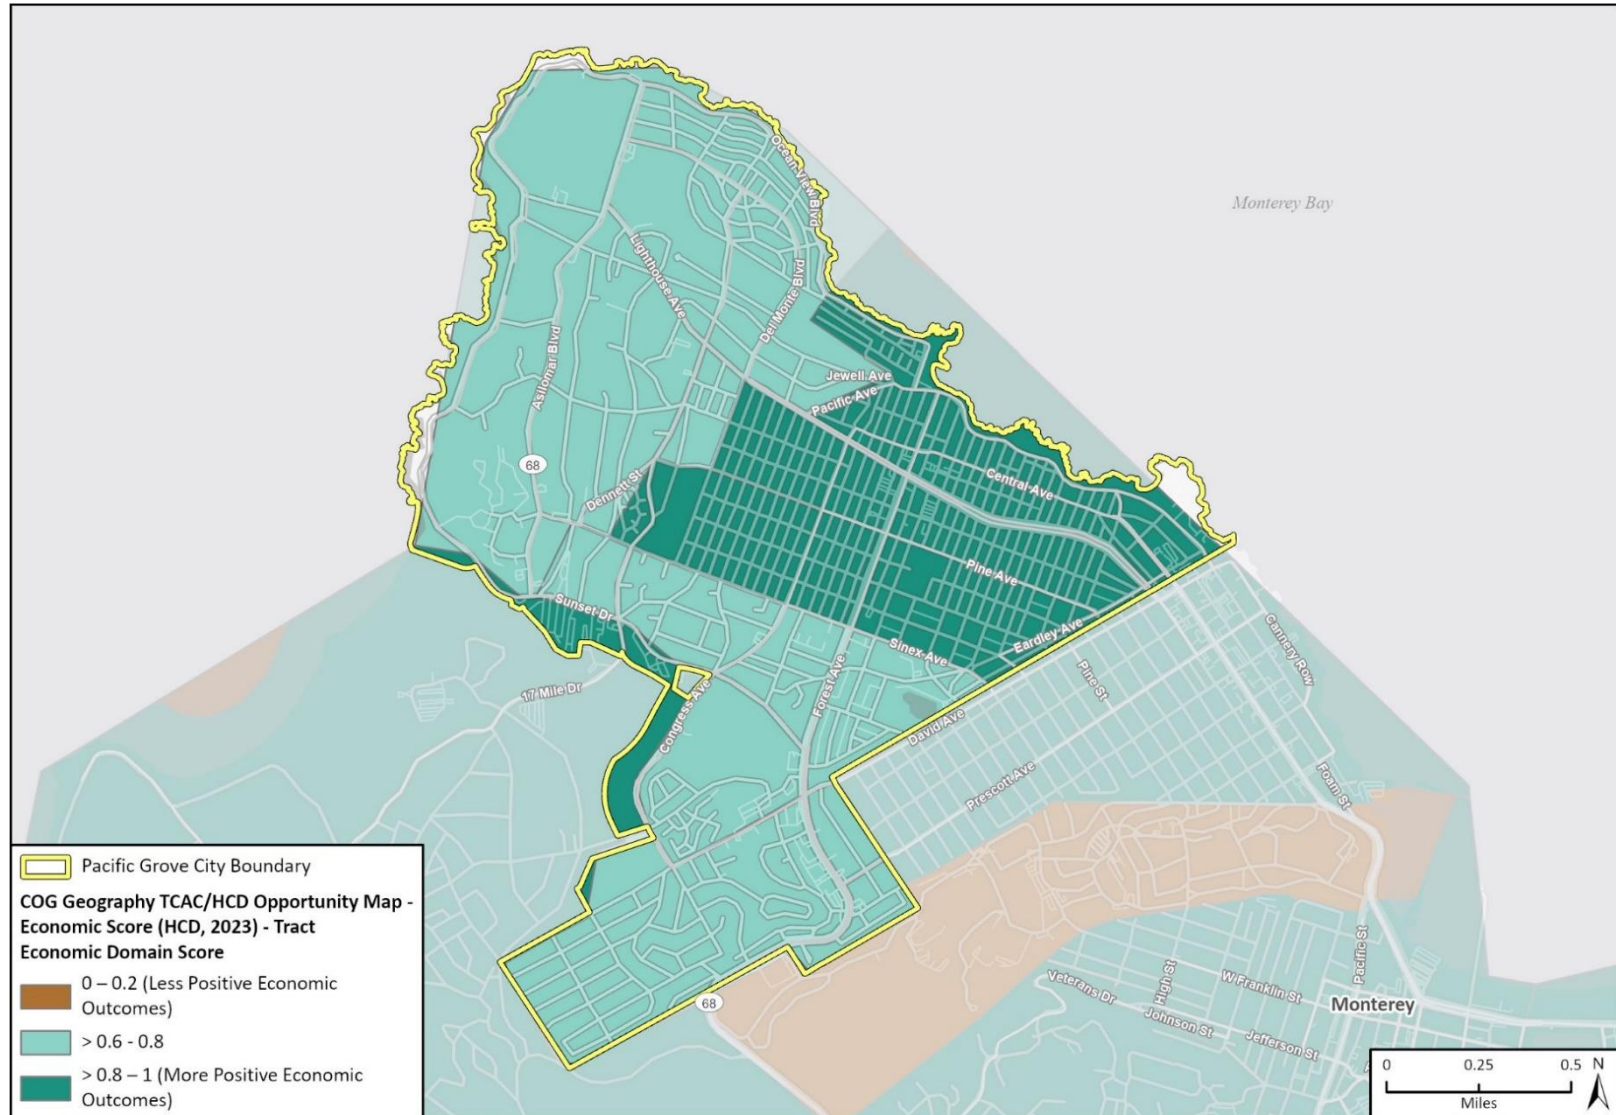 Monterey Bay
Ocean View Blvd
Lighthouse Ave
Del Monte Blvd
Asilomar Blvd
Jewell Ave
Pacific Ave
68
Dennett St
Central Ave
Pine Ave
Sunset Dr
Sinex Ave
Eardley Ave
Cannery Row
17 Mile Dr
Congress Ave
Forest Ave
Pine St
David Ave
Prescott Ave
Foam St
Pacific St
High St
W Franklin St
Veterans Dr
Johnson St
Jefferson St
Monterey
68
Pacific Grove City Boundary
COG Geography TCAC/HCD Opportunity Map -
Economic Score (HCD, 2023) - Tract
Economic Domain Score
0 – 0.2 (Less Positive Economic
Outcomes)
> 0.6 - 0.8
> 0.8 – 1 (More Positive Economic
Outcomes)
0 0.25 0.5
Miles
N